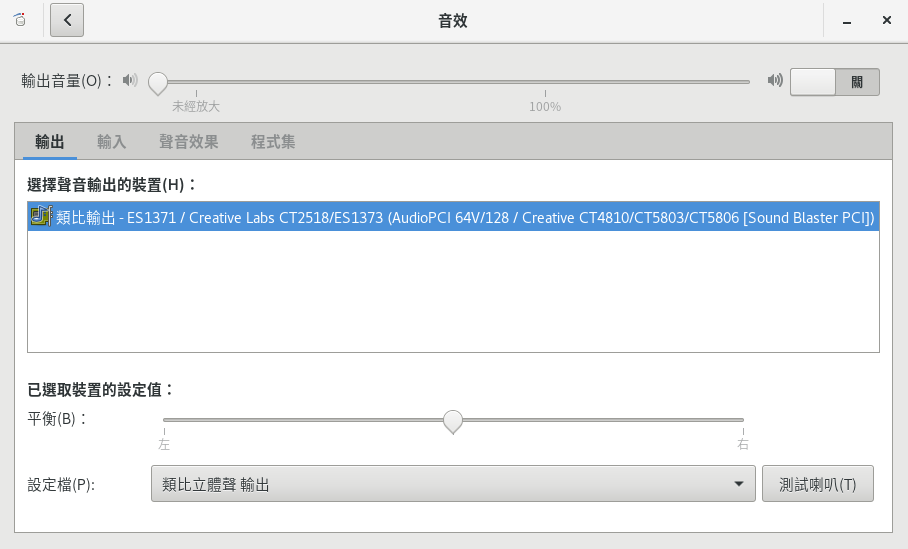 音效
輸出音量(O)：
關
未經放大
100%
輸出 輸入 聲音效果 程式集
選擇聲音輸出的裝置(H)：
類比輸出 - ES1371 / Creative Labs CT2518/ES1373 (AudioPCI 64V/128 / Creative CT4810/CT5803/CT5806 [Sound Blaster PCI])
已選取裝置的設定值：
平衡(B)：
左 右
設定檔(P): 類比立體聲 輸出 測試喇叭(T)